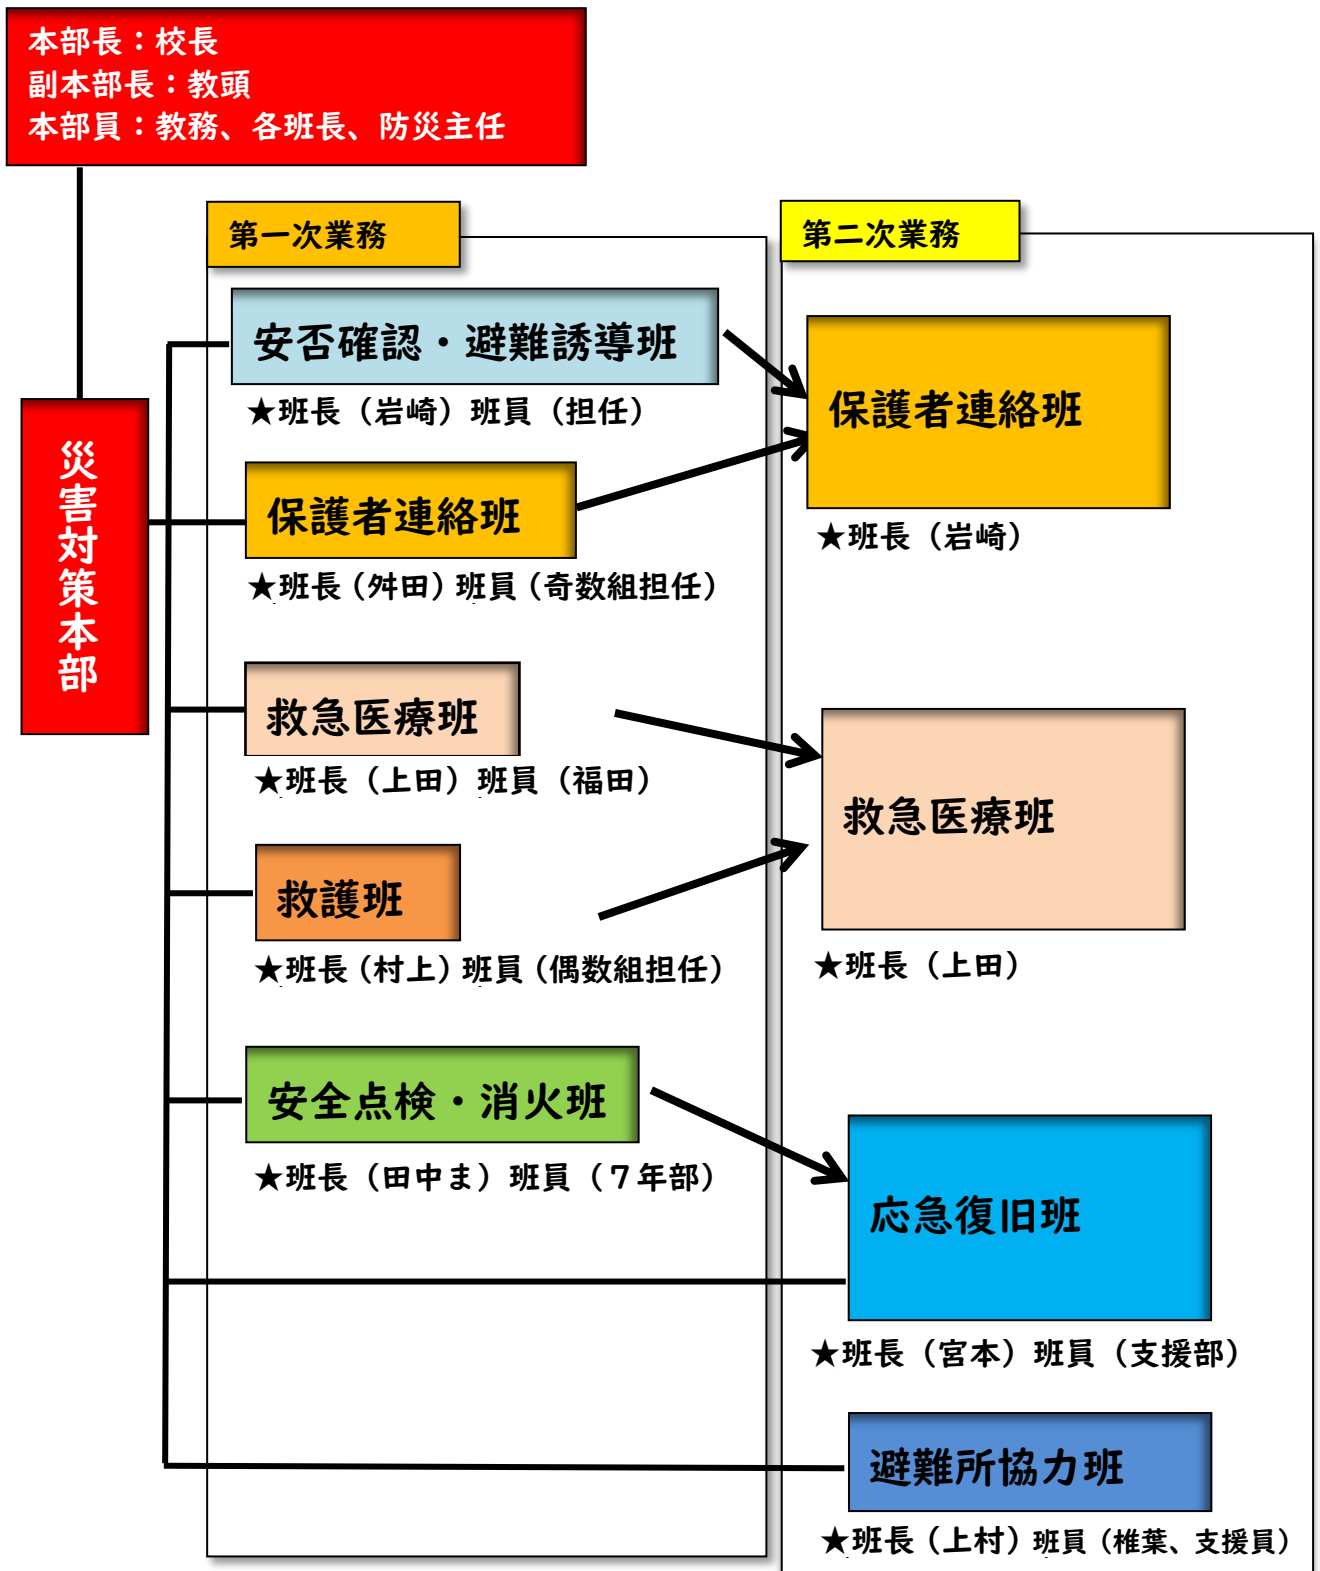 本部長：校長
副本部長：教頭
本部員：教務、各班長、防災主任
災害対策本部
第一次業務
安否確認・避難誘導班
★班長（岩崎）班員（担任）
保護者連絡班
★班長（舛田）班員（奇数組担任）
救急医療班
★班長（上田）班員（福田）
救護班
★班長（村上）班員（偶数組担任）
安全点検・消火班
★班長（田中ま）班員（７年部）
第二次業務
保護者連絡班
★班長（岩崎）
救急医療班
★班長（上田）
応急復旧班
★班長（宮本）班員（支援部）
避難所協力班
★班長（上村）班員（椎葉、支援員）